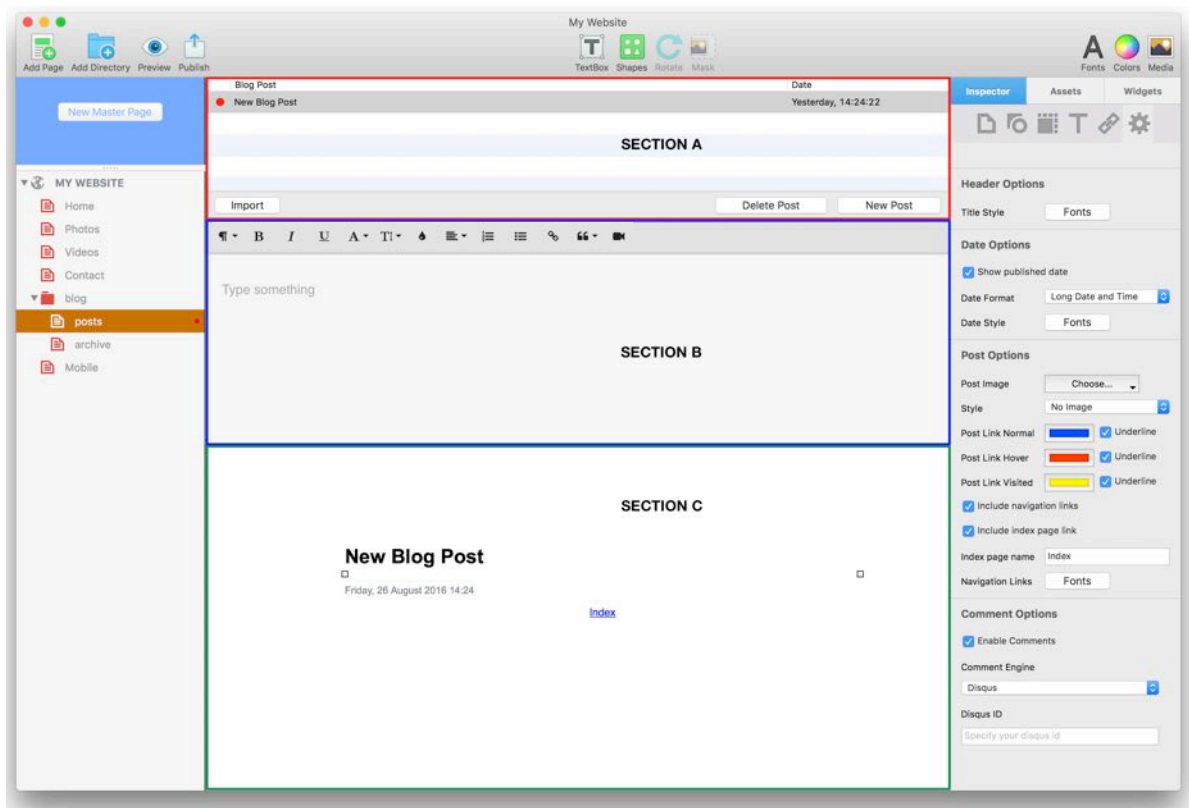 My Website
Add Page Add Directory Preview Publish
TextBox Shapes Rotate Mask
Fonts Colors Media
New Master Page
MY WEBSITE
Home
Photos
Videos
Contact
blog
posts
archive
Mobile
Blog Post Date
New Blog Post Yesterday, 14:24:22
SECTION A
Import Delete Post New Post
¶ B I U A TI “
Type something
SECTION B
SECTION C
New Blog Post
Friday, 26 August 2016 14:24
Index
Inspector Assets Widgets
T
Header Options
Title Style Fonts
Date Options
Show published date
Date Format Long Date and Time
Date Style Fonts
Post Options
Post Image Choose...
Style No Image
Post Link Normal Underline
Post Link Hover Underline
Post Link Visited Underline
Include navigation links
Include index page link
Index page name Index
Navigation Links Fonts
Comment Options
Enable Comments
Comment Engine
Disqus
Disqus ID
Specify your disqus id